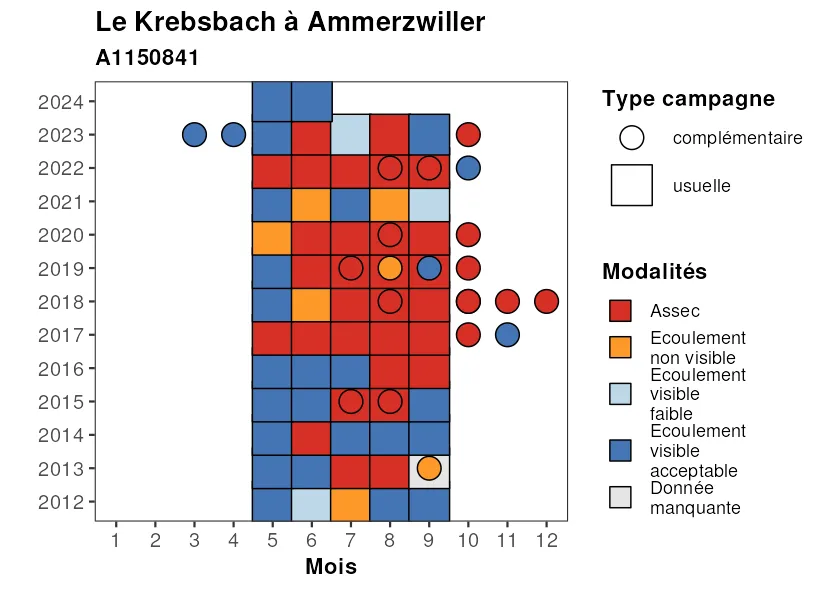 Le Krebsbach à Ammerzwiller
A1150841
2024
2023
2022
2021
2020
2019
2018
2017
2016
2015
2014
2013
2012
1 2 3 4 5 6 7 8 9 10 11 12
Mois
Type campagne
complémentaire
usuelle
Modalités
Assec
Ecoulement
non visible
Ecoulement
visible
faible
Ecoulement
visible
acceptable
Donnée
manquante